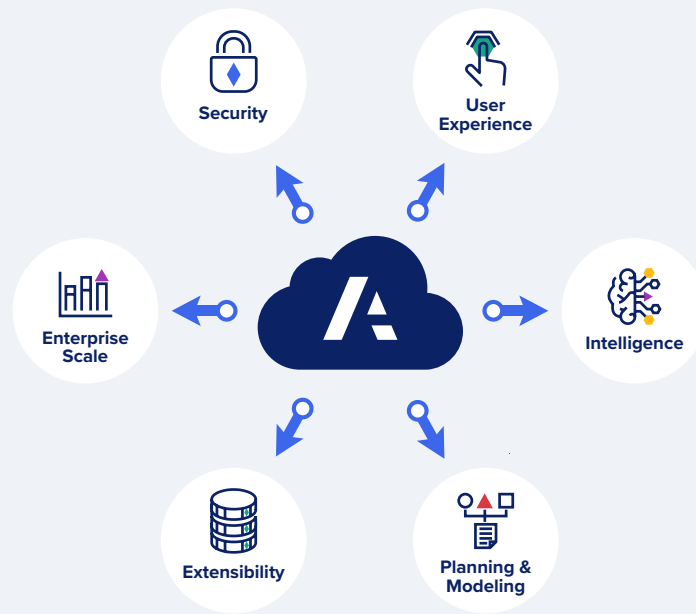 Security
User
Experience
Enterprise
Scale
A
Intelligence
Extensibility
Planning &
Modeling